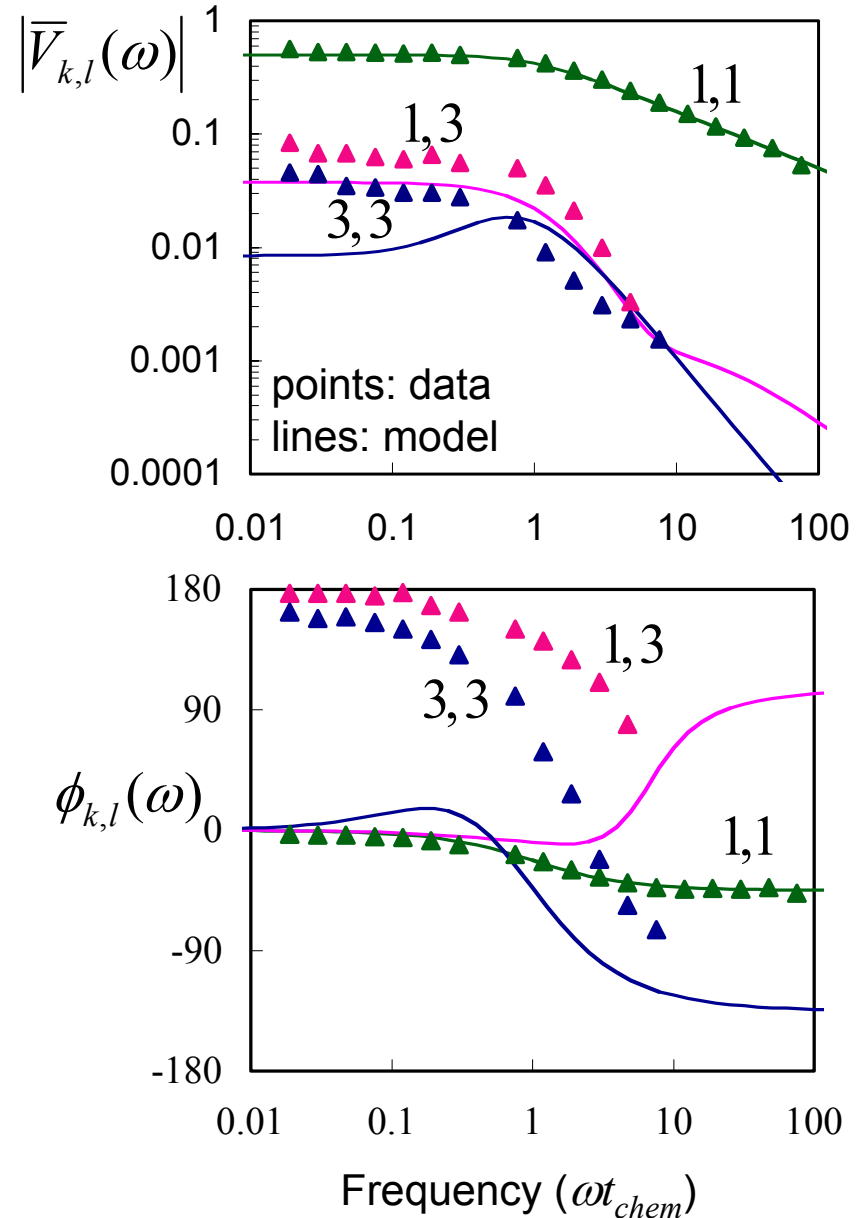 |V̅k,l(ω)|
1
0.1
0.01
0.001
0.0001
1,1
1,3
3,3
points: data
lines: model
0.01 0.1 1 10 100
ϕk,l(ω)
180
90
0
-90
-180
1,3
3,3
1,1
0.01 0.1 1 10 100
Frequency (ωtchem)